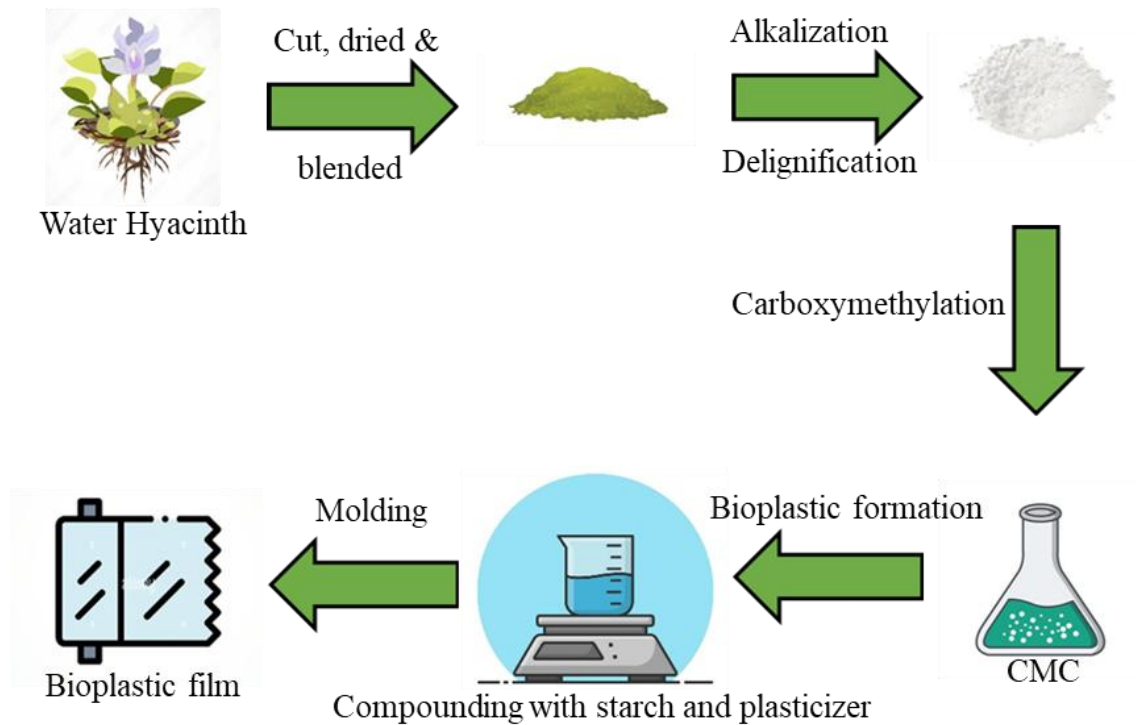 Cut, dried &
blended
Water Hyacinth
Alkalization
Delignification
Carboxymethylation
CMC
Bioplastic formation
Compounding with starch and plasticizer
Molding
Bioplastic film